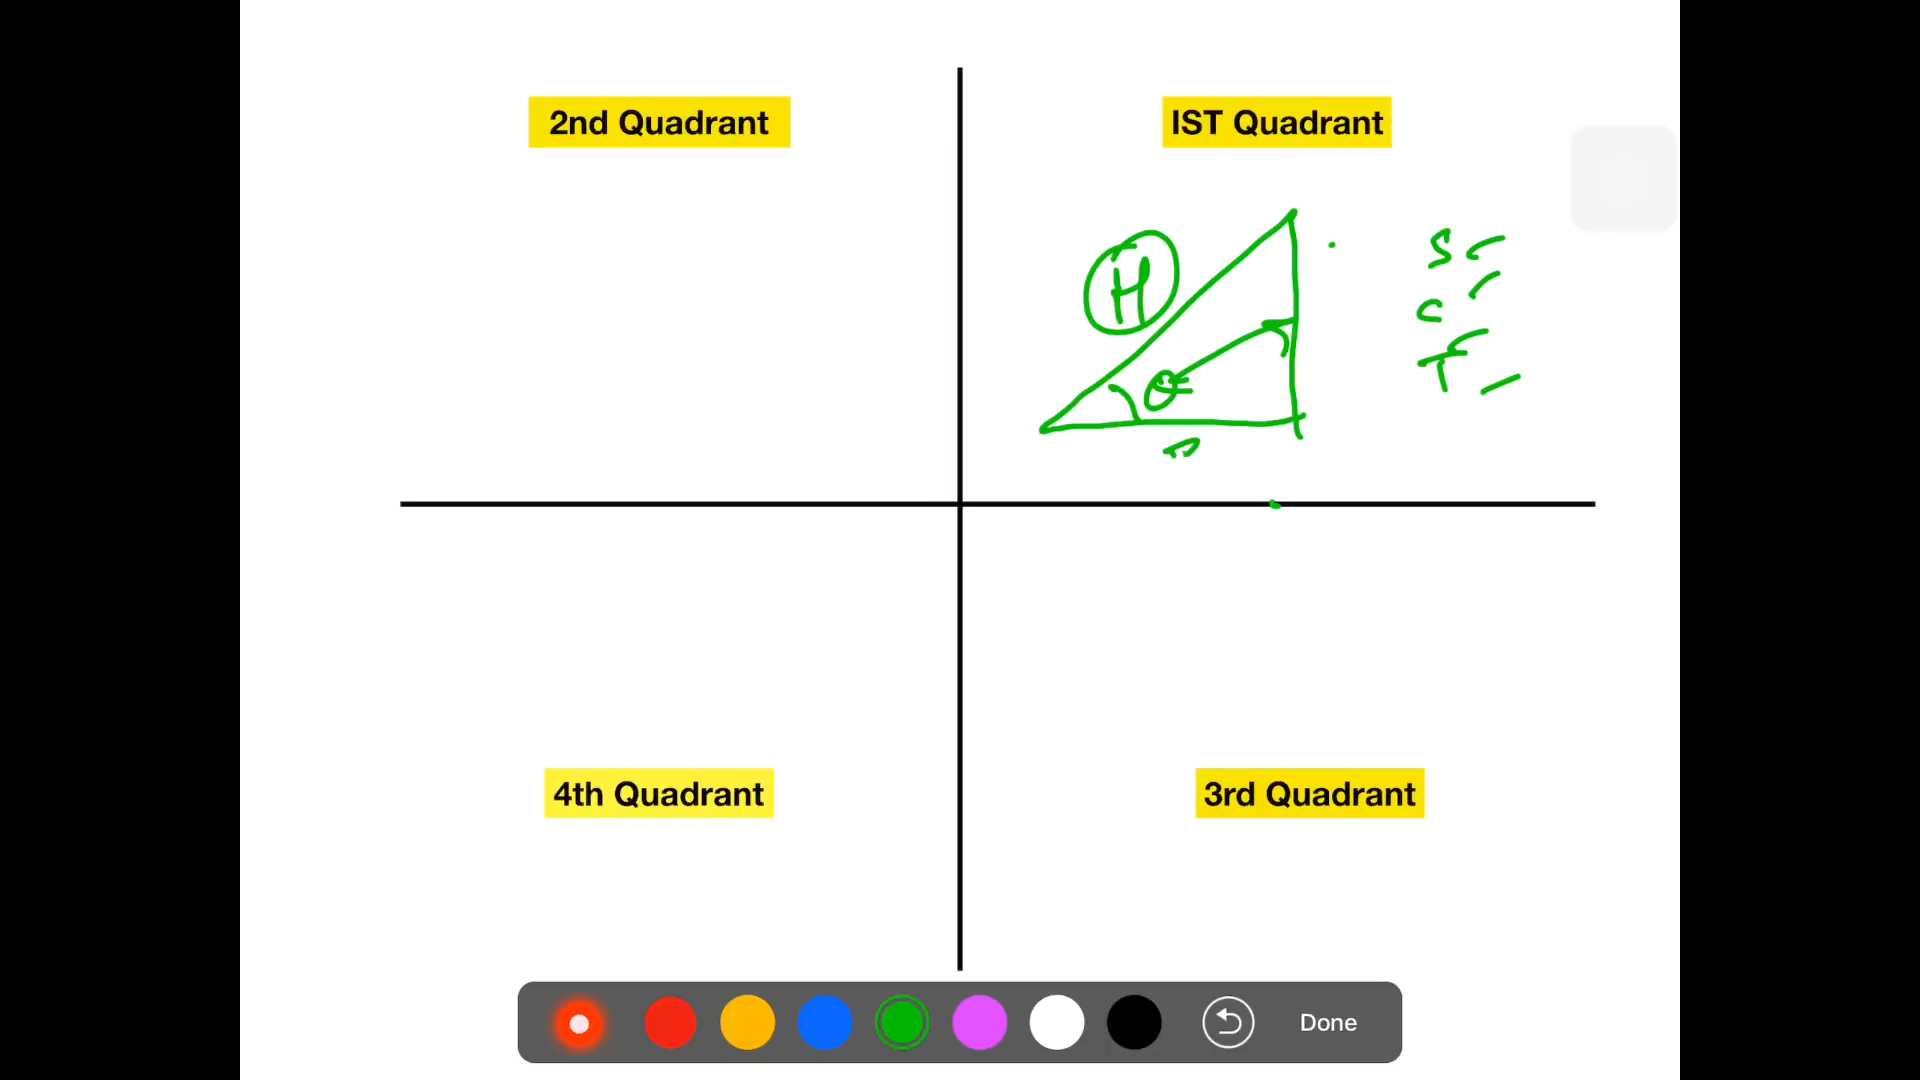 2nd Quadrant
IST Quadrant
H
S
C
T
θ
4th Quadrant
3rd Quadrant
Done